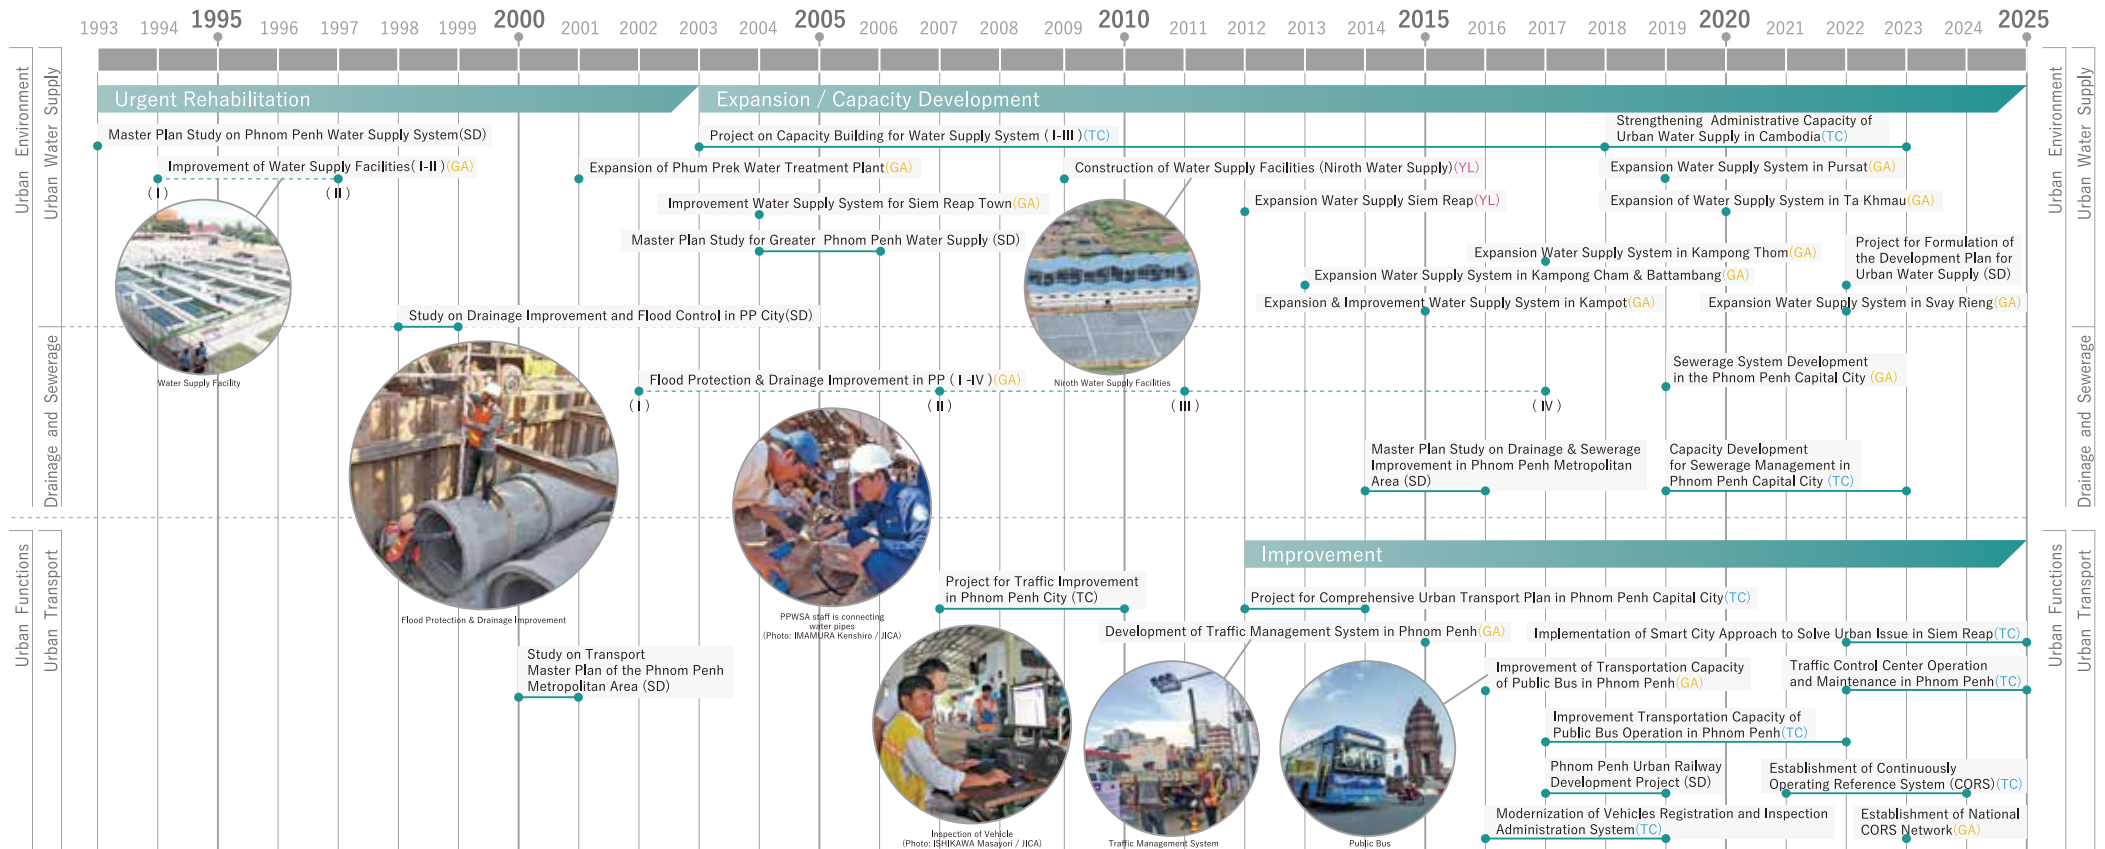 1993 1994 1995 1996 1997 1998 1999 2000 2001 2002 2003 2004 2005 2006 2007 2009 2010 2011 2012 2013 2014 2015 2016 2017 2018 2019 2020 2021 2022 2023 2024 2025
Urban Environment
Urban Water Supply
Urban Environment
Urban Water Supply
Urgent Rehabilitation
Expansion / Capacity Development
Master Plan Study on Phnom Penh Water Supply System(SD)
Project on Capacity Building for Water Supply System ( I-III )(TC)
Strengthening Administrative Capacity of
Urban Water Supply in Cambodia(TC)
Improvement of Water Supply Facilities( I-II )(GA)
( I )
( II )
Expansion of Phum Prek Water Treatment Plant(GA)
Construction of Water Supply Facilities (Niroth Water Supply)(YL)
Expansion Water Supply System in Pursat(GA)
Improvement Water Supply System for Siem Reap Town(GA)
Expansion Water Supply Siem Reap(YL)
Expansion of Water Supply System in Ta Khmau(GA)
Master Plan Study for Greater Phnom Penh Water Supply (SD)
Expansion Water Supply System in Kampong Thom(GA)
Project for Formulation of
the Development Plan for
Urban Water Supply (SD)
Expansion Water Supply System in Kampong Cham & Battambang(GA)
Expansion & Improvement Water Supply System in Kampot(GA)
Expansion Water Supply System in Svay Rieng(GA)
Water Supply Facility
Niroth Water Supply Facilities
Drainage and Sewerage
Drainage and Sewerage
Study on Drainage Improvement and Flood Control in PP City(SD)
Flood Protection & Drainage Improvement in PP ( I -IV )(GA)
( I )
( II )
( III )
( IV )
Sewerage System Development
in the Phnom Penh Capital City (GA)
Master Plan Study on Drainage & Sewerage
Improvement in Phnom Penh Metropolitan
Area (SD)
Capacity Development
for Sewerage Management in
Phnom Penh Capital City (TC)
Flood Protection & Drainage Improvement
PPWSA staff is connecting
water pipes
(Photo: IMAMURA Kenshiro / JICA)
Urban Functions
Urban Transport
Urban Functions
Urban Transport
Improvement
Project for Traffic Improvement
in Phnom Penh City (TC)
Project for Comprehensive Urban Transport Plan in Phnom Penh Capital City(TC)
Development of Traffic Management System in Phnom Penh(GA)
Implementation of Smart City Approach to Solve Urban Issue in Siem Reap(TC)
Study on Transport
Master Plan of the Phnom Penh
Metropolitan Area (SD)
Improvement of Transportation Capacity
of Public Bus in Phnom Penh(GA)
Traffic Control Center Operation
and Maintenance in Phnom Penh(TC)
Improvement Transportation Capacity of
Public Bus Operation in Phnom Penh(TC)
Phnom Penh Urban Railway
Development Project (SD)
Establishment of Continuously
Operating Reference System (CORS)(TC)
Modernization of Vehicles Registration and Inspection
Administration System(TC)
Establishment of National
CORS Network(GA)
Inspection of Vehicle
(Photo: ISHIKAWA Masayori / JICA)
Traffic Management System
Public Bus